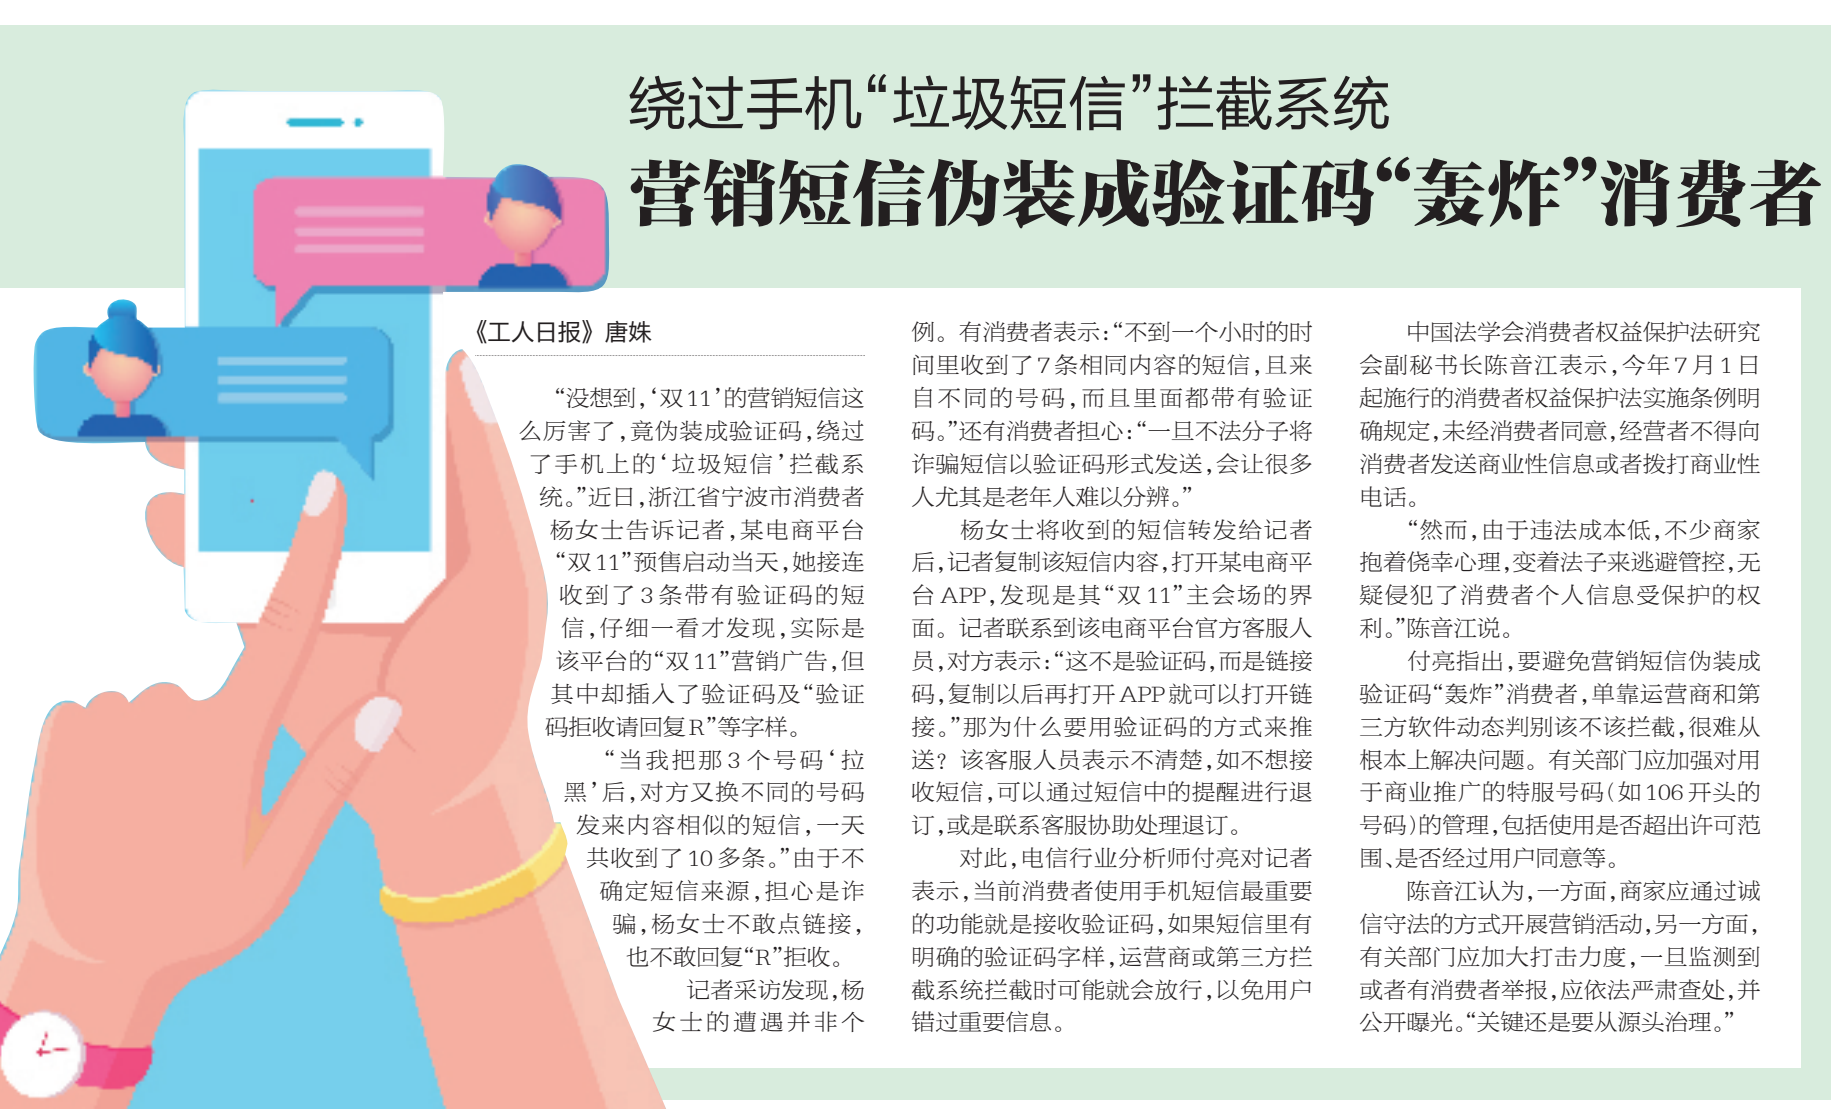 绕过手机“垃圾短信”拦截系统
营销短信伪装成验证码“轰炸”消费者
《工人日报》唐姝
“没想到,‘双11’的营销短信这
么厉害了,竟伪装成验证码,绕过
了手机上的‘垃圾短信’拦截系
统。”近日,浙江省宁波市消费者
杨女士告诉记者,某电商平台
“双11”预售启动当天,她接连
收到了3条带有验证码的短
信,仔细一看才发现,实际是
该平台的“双11”营销广告,但
其中却插入了验证码及“验证
码拒收请回复R”等字样。
“当我把那3个号码‘拉
黑’后,对方又换不同的号码
发来内容相似的短信,一天
共收到了10多条。”由于不
确定短信来源,担心是诈
骗,杨女士不敢点链接,
也不敢回复“R”拒收。
记者采访发现,杨
女士的遭遇并非个
例。有消费者表示:“不到一个小时的时
间里收到了7条相同内容的短信,且来
自不同的号码,而且里面都带有验证
码。”还有消费者担心:“一旦不法分子将
诈骗短信以验证码形式发送,会让很多
人尤其是老年人难以分辨。”
杨女士将收到的短信转发给记者
后,记者复制该短信内容,打开某电商平
台APP,发现是其“双11”主会场的界
面。记者联系到该电商平台官方客服人
员,对方表示:“这不是验证码,而是链接
码,复制以后再打开APP就可以打开链
接。”那为什么要用验证码的方式来推
送?该客服人员表示不清楚,如不想接
收短信,可以通过短信中的提醒进行退
订,或是联系客服协助处理退订。
对此,电信行业分析师付亮对记者
表示,当前消费者使用手机短信最重要
的功能就是接收验证码,如果短信里有
明确的验证码字样,运营商或第三方拦
截系统拦截时可能就会放行,以免用户
错过重要信息。
中国法学会消费者权益保护法研究
会副秘书长陈音江表示,今年7月1日
起施行的消费者权益保护法实施条例明
确规定,未经消费者同意,经营者不得向
消费者发送商业性信息或者拨打商业性
电话。
“然而,由于违法成本低,不少商家
抱着侥幸心理,变着法子来逃避管控,无
疑侵犯了消费者个人信息受保护的权
利。”陈音江说。
付亮指出,要避免营销短信伪装成
验证码“轰炸”消费者,单靠运营商和第
三方软件动态判别该不该拦截,很难从
根本上解决问题。有关部门应加强对用
于商业推广的特服号码(如106开头的
号码)的管理,包括使用是否超出许可范
围、是否经过用户同意等。
陈音江认为,一方面,商家应通过诚
信守法的方式开展营销活动,另一方面,
有关部门应加大打击力度,一旦监测到
或者有消费者举报,应依法严肃查处,并
公开曝光。“关键还是要从源头治理。”